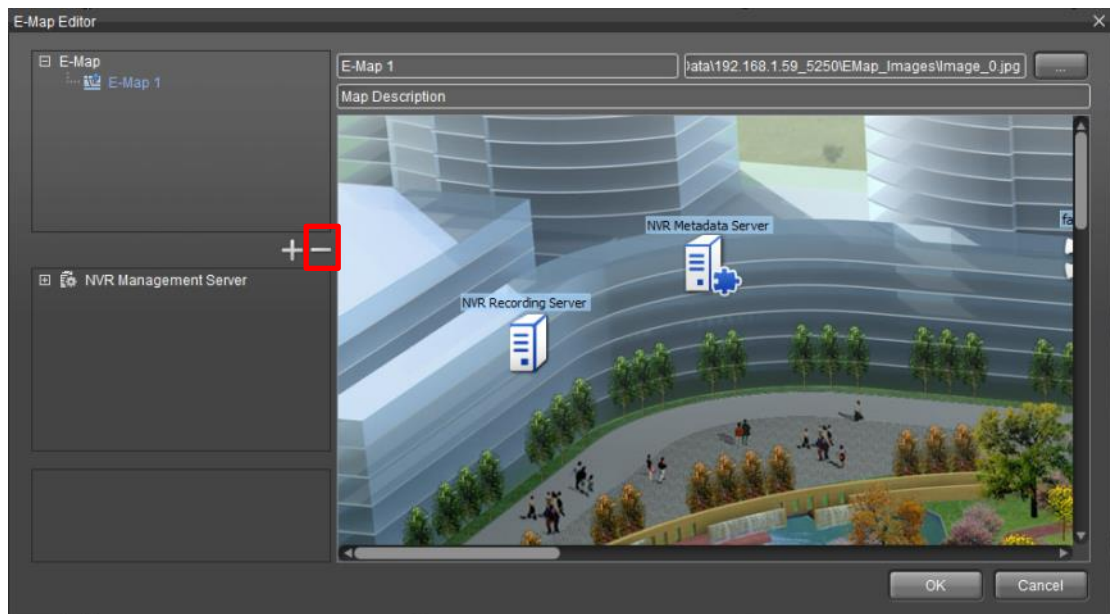 E-Map Editor
E-Map
E-Map 1
E-Map 1
ata\192.168.1.59_5250\EMap_Images\Image_0.jpg
...
Map Description
NVR Metadata Server
fa
NVR Recording Server
NVR Management Server
OK
Cancel